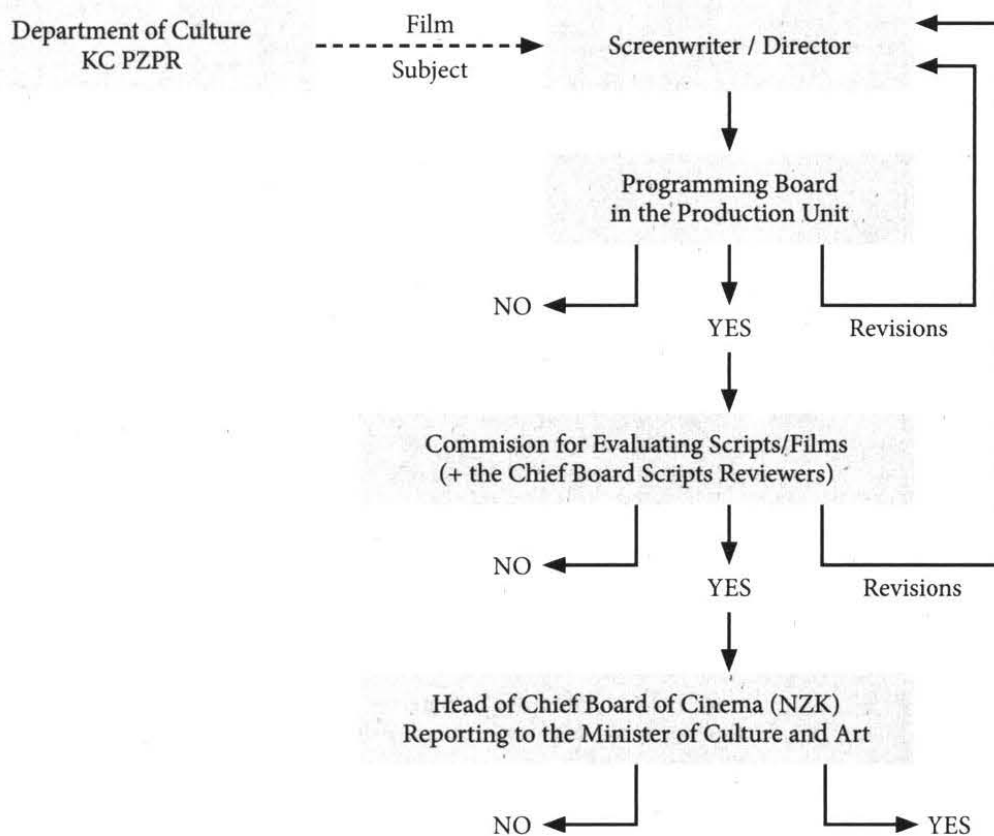 Department of Culture
KC PZPR
Film
Subject
Screenwriter / Director
Programming Board
in the Production Unit
NO
YES
Revisions
Commision for Evaluating Scripts/Films
(+ the Chief Board Scripts Reviewers)
NO
YES
Revisions
Head of Chief Board of Cinema (NZK)
Reporting to the Minister of Culture and Art
NO
YES